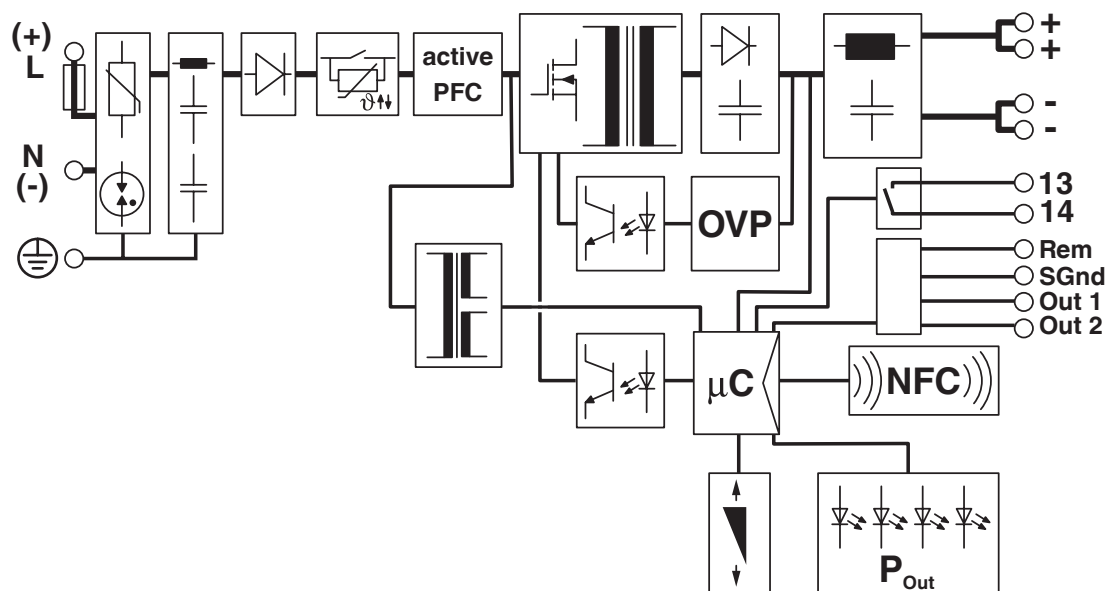 (+)
L
N
(-)
ϑ
active
PFC
+
+
-
-
OVP
13
14
Rem
SGnd
Out 1
Out 2
μC
NFC
P Out